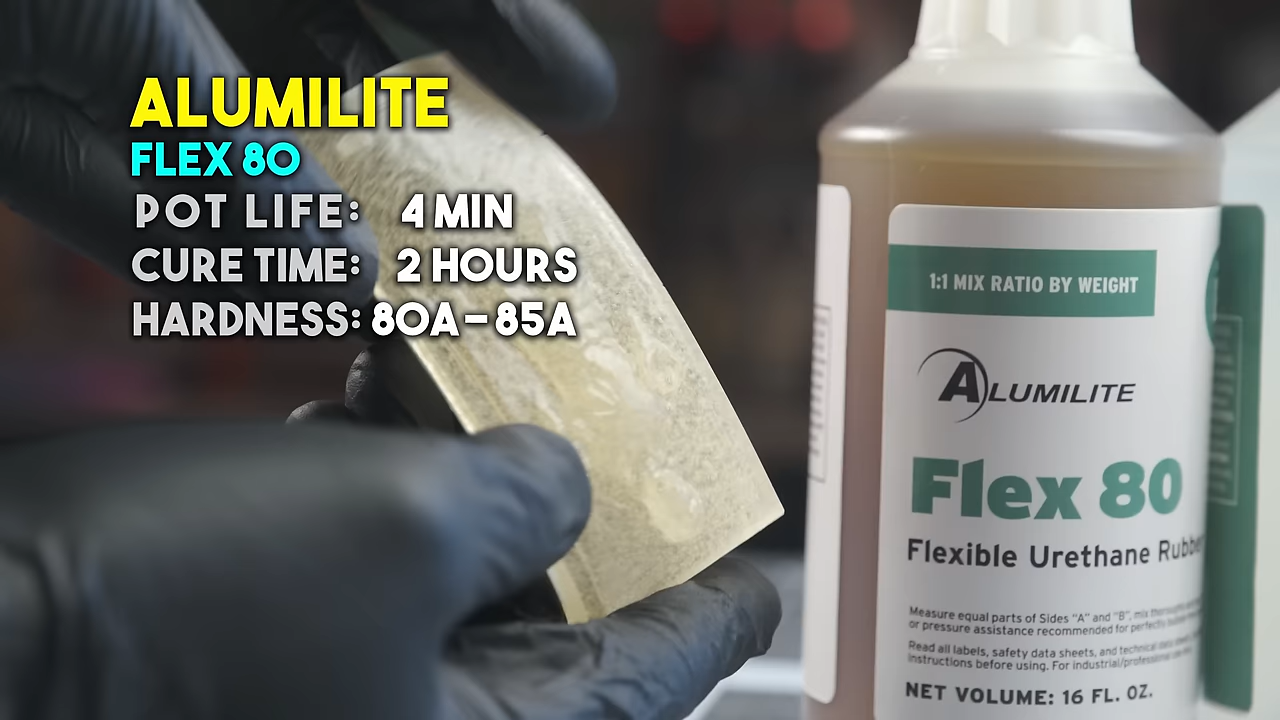 ALUMILITE
FLEX 80
POT LIFE: 4 MIN
CURE TIME: 2 HOURS
HARDNESS: 80A-85A
1:1 MIX RATIO BY WEIGHT
ALUMILITE
Flex 80
Flexible Urethane Rubber
Measure equal parts of Sides "A" and "B", mix
or pressure assistance recommended for perfectly
Read all labels, safety data sheets, and technical
instructions before using. For industrial/professional
NET VOLUME: 16 FL. OZ.